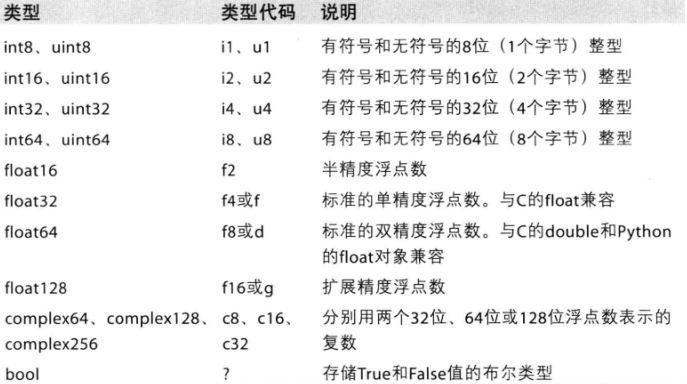 类型 类型代码 说明
int8、uint8 i1、u1 有符号和无符号的8位（1个字节）整型
int16、uint16 i2、u2 有符号和无符号的16位（2个字节）整型
int32、uint32 i4、u4 有符号和无符号的32位（4个字节）整型
int64、uint64 i8、u8 有符号和无符号的64位（8个字节）整型
float16 f2 半精度浮点数
float32 f4或f 标准的单精度浮点数。与C的float兼容
float64 f8或d 标准的双精度浮点数。与C的double和Python
的float对象兼容
float128 f16或g 扩展精度浮点数
complex64、complex128、 c8、c16、 分别用两个32位、64位或128位浮点数表示的
complex256 c32 复数
bool ? 存储True和False值的布尔类型